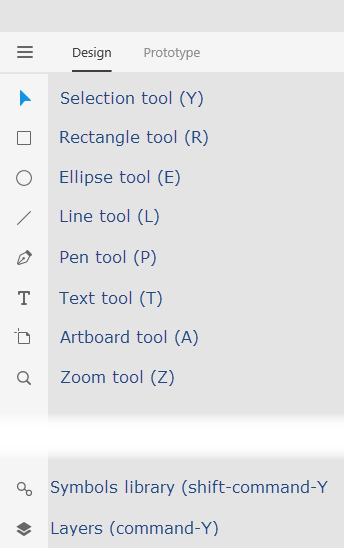 Design Prototype
Selection tool (Y)
Rectangle tool (R)
Ellipse tool (E)
Line tool (L)
Pen tool (P)
Text tool (T)
Artboard tool (A)
Zoom tool (Z)
Symbols library (shift-command-Y
Layers (command-Y)